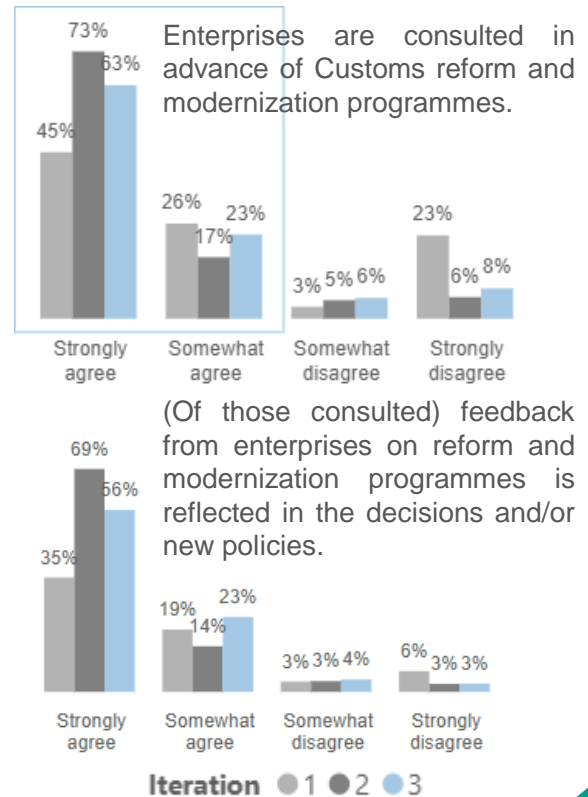 Enterprises are consulted in
advance of Customs reform and
modernization programmes.
73%
63%
45%
26%
17%
23%
3% 5% 6%
23%
6%
8%
Strongly
agree
Somewhat
agree
Somewhat
disagree
Strongly
disagree
(Of those consulted) feedback
from enterprises on reform and
modernization programmes is
reflected in the decisions and/or
new policies.
69%
56%
35%
19%
14%
23%
3% 3% 4%
6%
3% 3%
Strongly
agree
Somewhat
agree
Somewhat
disagree
Strongly
disagree
Iteration 1 2 3